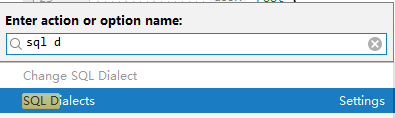 Enter action or option name:
sql d
Change SQL Dialect
SQL Dialects Settings